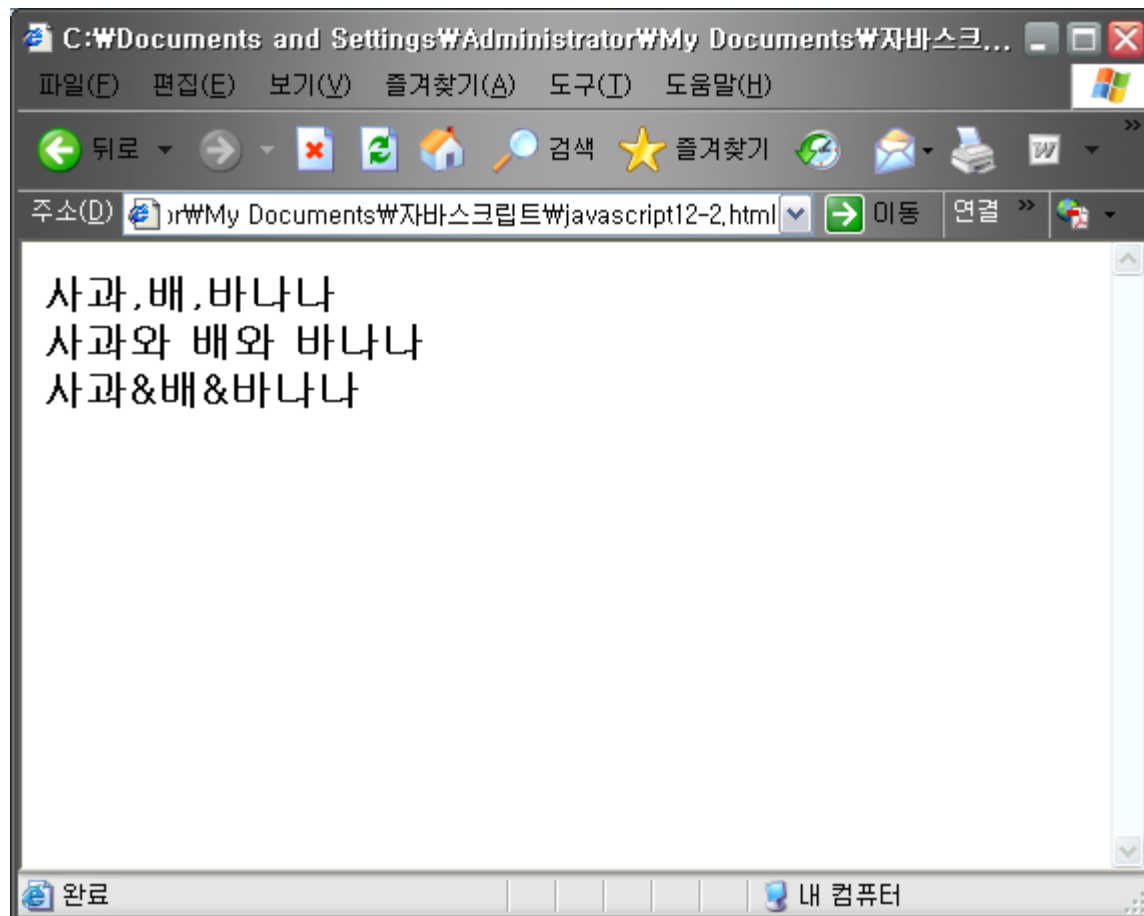 C:₩Documents and Settings₩Administrator₩My Documents₩자바스크...
파일(F) 편집(E) 보기(V) 즐겨찾기(A) 도구(T) 도움말(H)
뒤로 검색 즐겨찾기 »
주소(D) r₩My Documents₩자바스크립트₩javascript12-2.html 이동 연결 »
사과,배,바나나
사과와 배와 바나나
사과&배&바나나
완료 내 컴퓨터